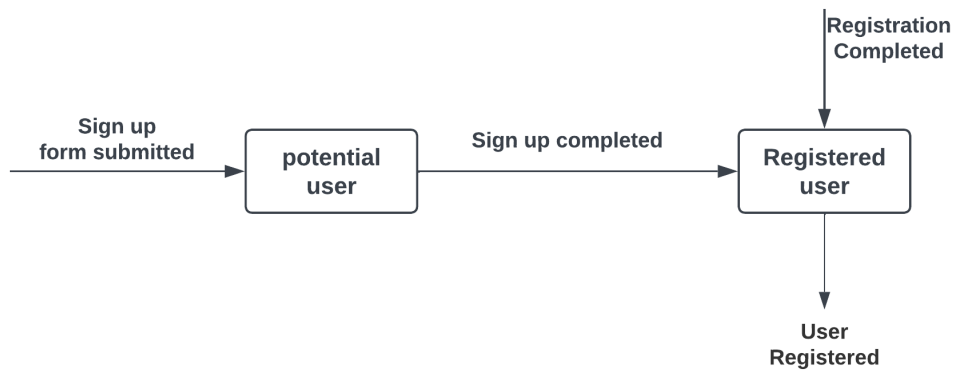 Registration
Completed
Sign up
form submitted
potential
user
Sign up completed
Registered
user
User
Registered